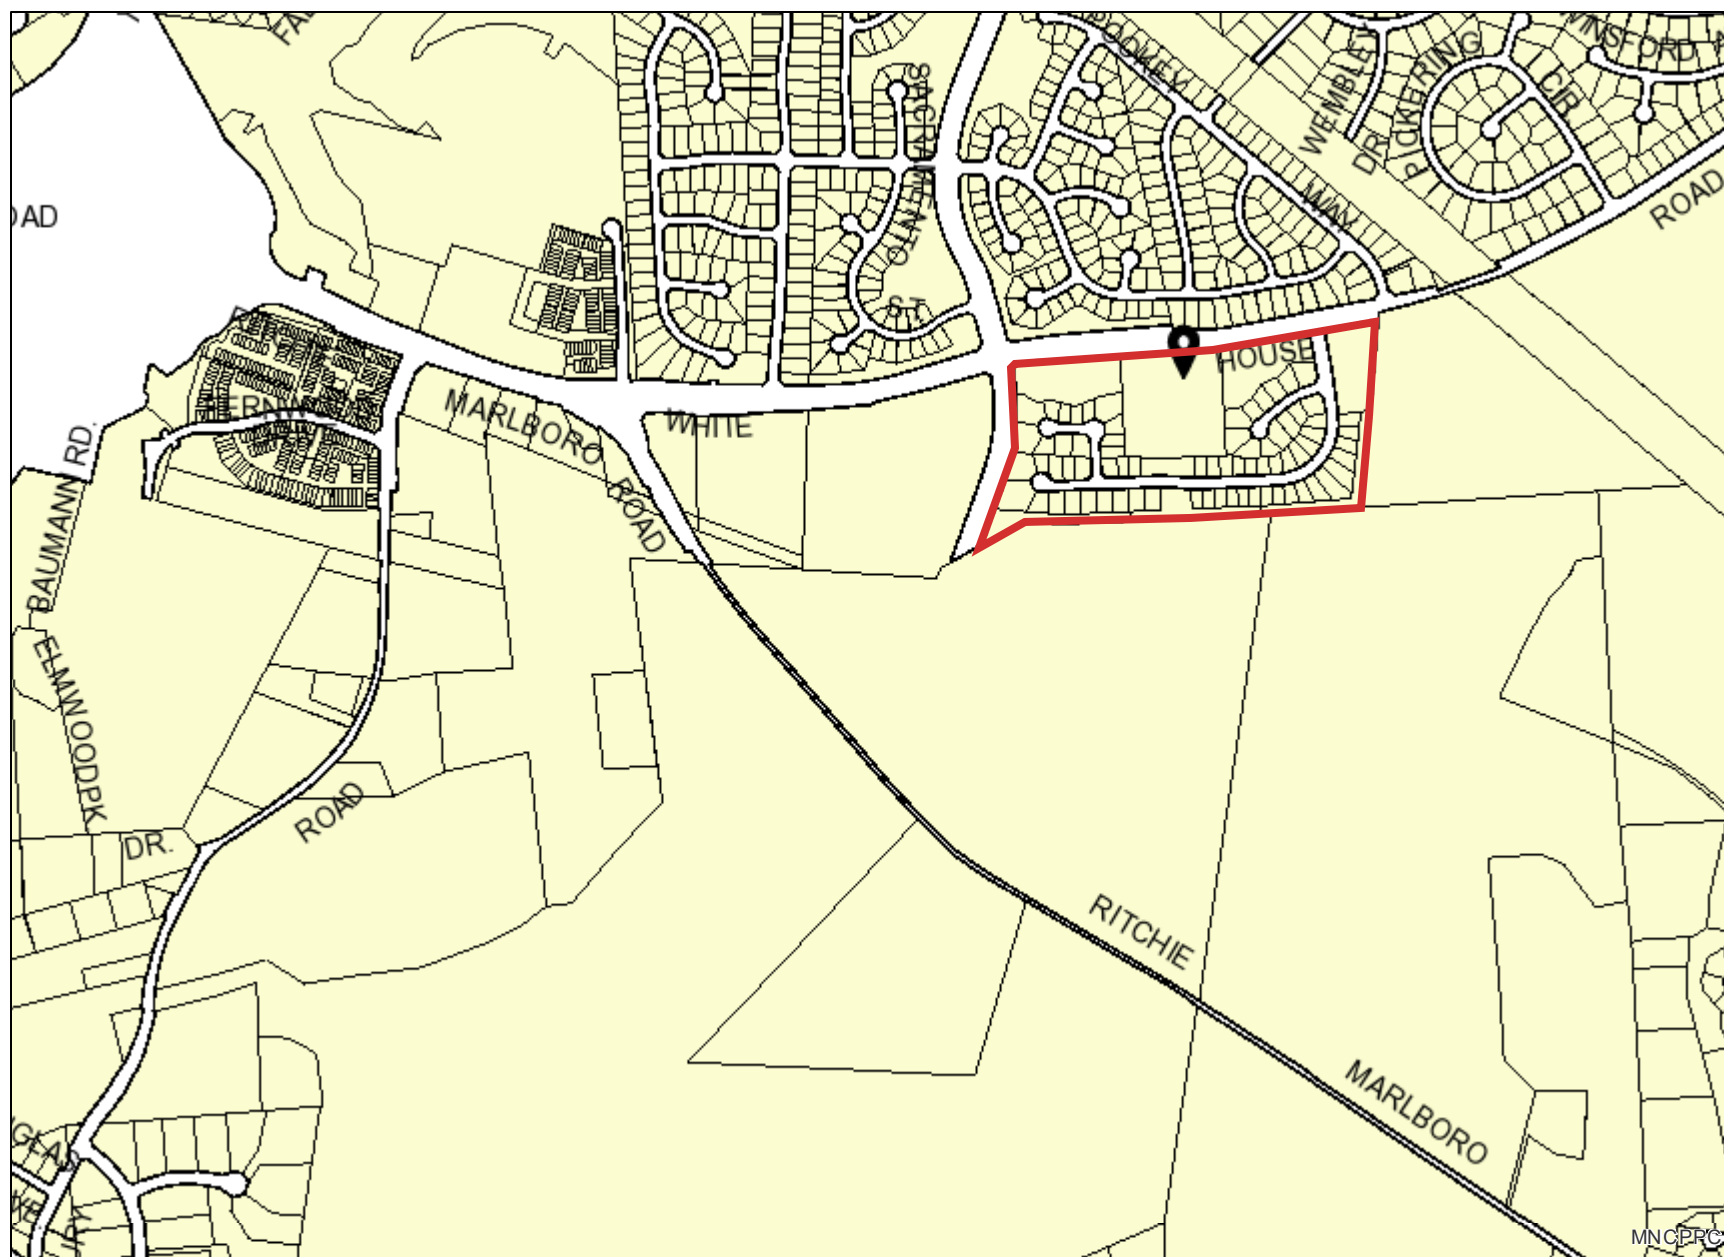 SACRAMENTO
ST.
WAY
WEMBLEY
DR.
PICKERING
CIR.
WINSFORD
ROAD
HOUSE
WHITE
MARLBORO
ROAD
BAUMANN RD.
ELMWOODPK
DR.
ROAD
RITCHIE
MARLBORO
MNCPPC